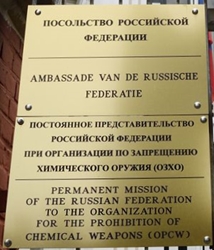 ПОСОЛЬСТВО РОССИЙСКОЙ
ФЕДЕРАЦИИ
AMBASSADE VAN DE RUSSISCHE
FEDERATIE
ПОСТОЯННОЕ ПРЕДСТАВИТЕЛЬСТВО
РОССИЙСКОЙ ФЕДЕРАЦИИ
ПРИ ОРГАНИЗАЦИИ ПО ЗАПРЕЩЕНИЮ
ХИМИЧЕСКОГО ОРУЖИЯ (ОЗХО)
PERMANENT MISSION
OF THE RUSSIAN FEDERATION
TO THE ORGANIZATION
FOR THE PROHIBITION OF
CHEMICAL WEAPONS (OPCW)